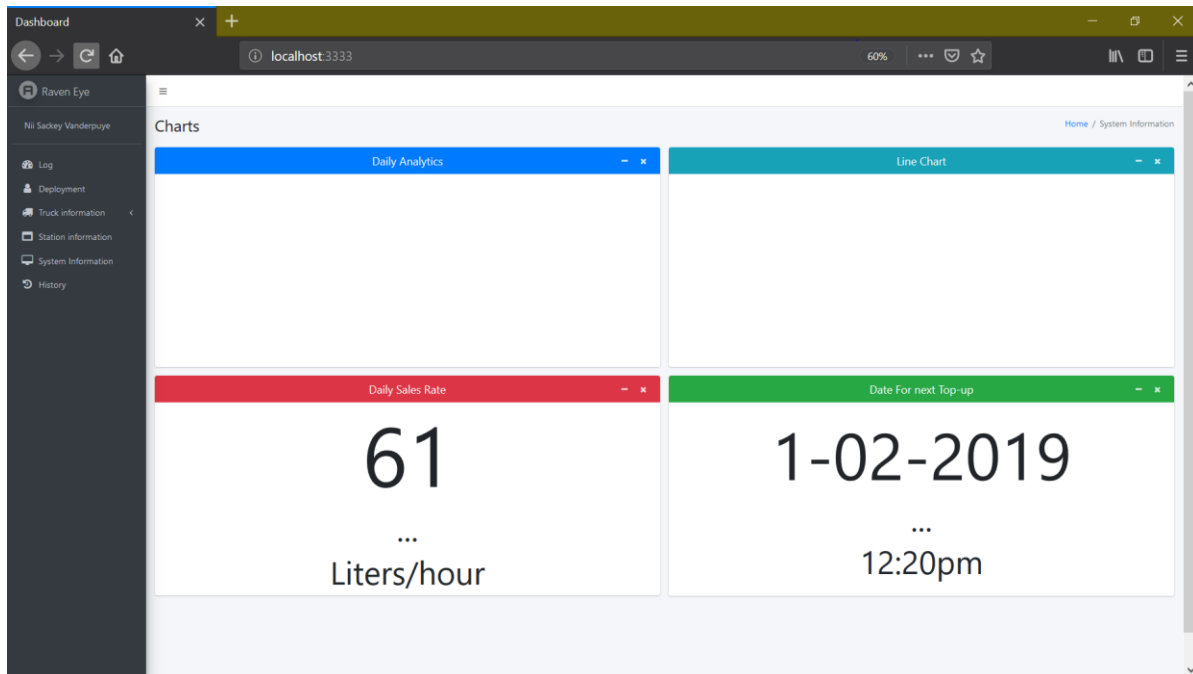 Dashboard
localhost:3333
60%
Raven Eye
Nii Sackey Vanderpuye
Log
Deployment
Truck information
Station information
System Information
History
Charts
Home / System Information
Daily Analytics
Line Chart
Daily Sales Rate
61
...
Liters/hour
Date For next Top-up
1-02-2019
...
12:20pm